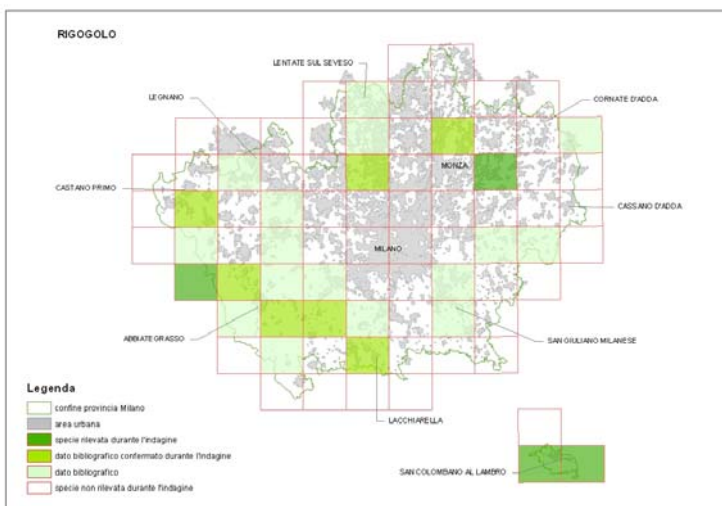 RIGOGOLO
LENTATE SUL SEVESO
LEGNANO
CORNATE D'ADDA
MONZA
CASTANO PRIMO
CASSANO D'ADDA
MILANO
ABBIATEGRASSO
SAN GIULIANO MILANESE
LACCHIARELLA
SAN COLOMBANO AL LAMBRO
Legenda
confine provincia Milano
area urbana
specie rilevata durante l'indagine
dato bibliografico confermato durante l'indagine
dato bibliografico
specie non rilevata durante l'indagine